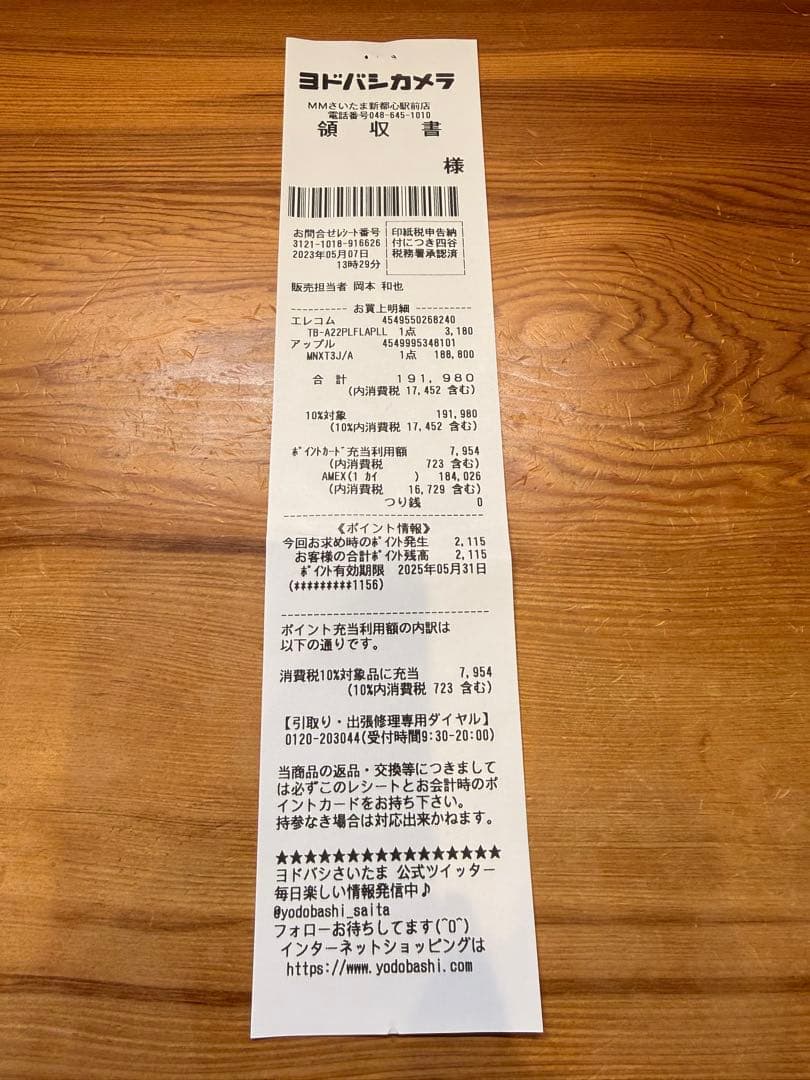 ヨドバシカメラ
MMさいたま新都心駅前店
電話番号048-645-1010
領 収 書
様
お問合せﾚｼｰﾄ番号
3121-1018-916626
2023年05月07日
13時29分
印紙税申告納
付につき四谷
税務署承認済
販売担当者 岡本 和也
---------- お買上明細 ----------
エレコム 4549550268240
TB-A22PLFLAPLL 1点 3,180
アップル 4549995348101
MNXT3J/A 1点 188,800
合 計 191,980
(内消費税 17,452 含む)
10%対象 191,980
(10%内消費税 17,452 含む)
ﾎﾟｲﾝﾄｶｰﾄﾞ充当利用額 7,954
(内消費税 723 含む)
AMEX(1 ｶｲ ) 184,026
(内消費税 16,729 含む)
つり銭 0
--------------------------------
《ポイント情報》
今回お求め時のﾎﾟｲﾝﾄ発生 2,115
お客様の合計ﾎﾟｲﾝﾄ残高 2,115
ﾎﾟｲﾝﾄ有効期限 2025年05月31日
(*********1156)
--------------------------------
ポイント充当利用額の内訳は
以下の通りです。
消費税10%対象品に充当 7,954
(10%内消費税 723 含む)
【引取り・出張修理専用ダイヤル】
0120-203044(受付時間9:30-20:00)
当商品の返品・交換等につきまして
は必ずこのレシートとお会計時のポ
イントカードをお持ち下さい。
持参なき場合は対応出来かねます。
★★★★★★★★★★★★★★★★
ヨドバシさいたま 公式ツイッター
毎日楽しい情報発信中♪
@yodobashi_saita
フォローお待ちしてます(^O^)
インターネットショッピングは
https://www.yodobashi.com